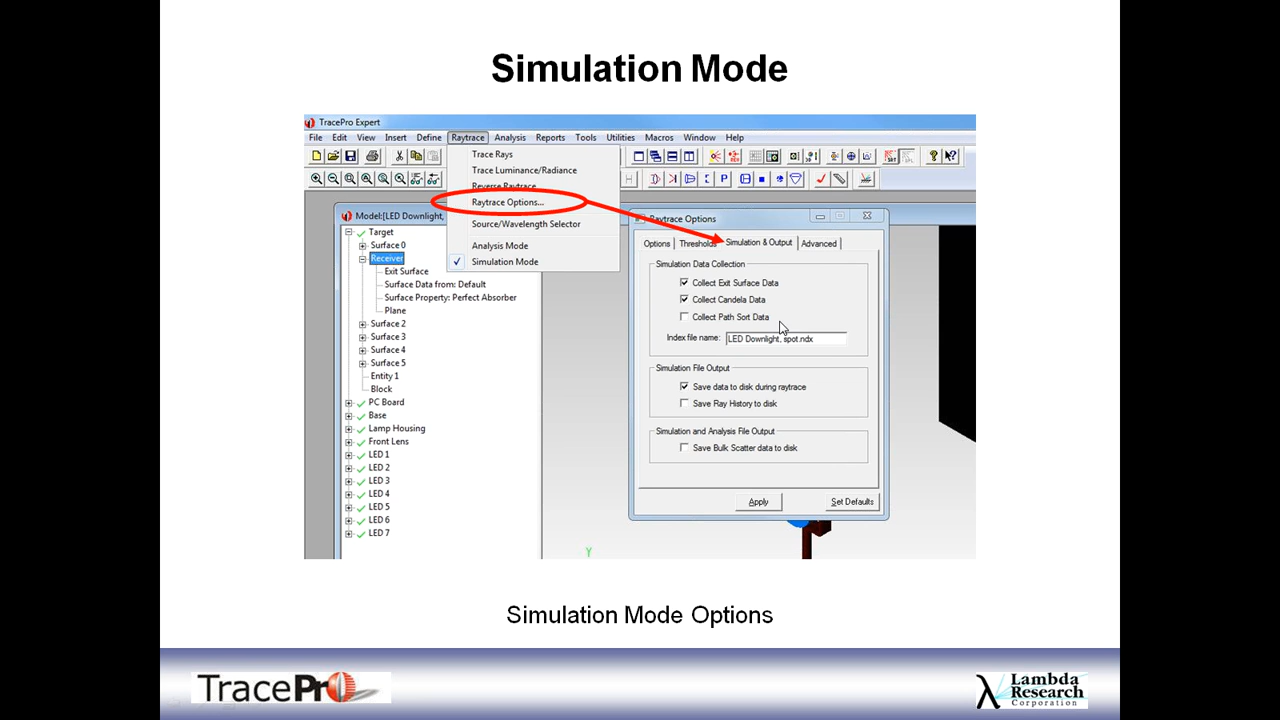 Simulation Mode
TracePro Expert
File Edit View Insert Define Raytrace Analysis Reports Tools Utilities Macros Window Help
Trace Rays
Trace Luminance/Radiance
Reverse Raytrace
Raytrace Options...
Source/Wavelength Selector
Analysis Mode
Simulation Mode
Model:[LED Downlight,
Target
Surface 0
Receiver
Exit Surface
Surface Data from: Default
Surface Property: Perfect Absorber
Plane
Surface 2
Surface 3
Surface 4
Surface 5
Entity 1
Block
PC Board
Base
Lamp Housing
Front Lens
LED 1
LED 2
LED 3
LED 4
LED 5
LED 6
LED 7
Raytrace Options
Options Thresholds Simulation & Output Advanced
Simulation Data Collection
Collect Exit Surface Data
Collect Candela Data
Collect Path Sort Data
Index file name: LED Downlight, spot.ndx
Simulation File Output
Save data to disk during raytrace
Save Ray History to disk
Simulation and Analysis File Output
Save Bulk Scatter data to disk
Apply Set Defaults
Y
Simulation Mode Options
TracePro
Lambda
Research
Corporation